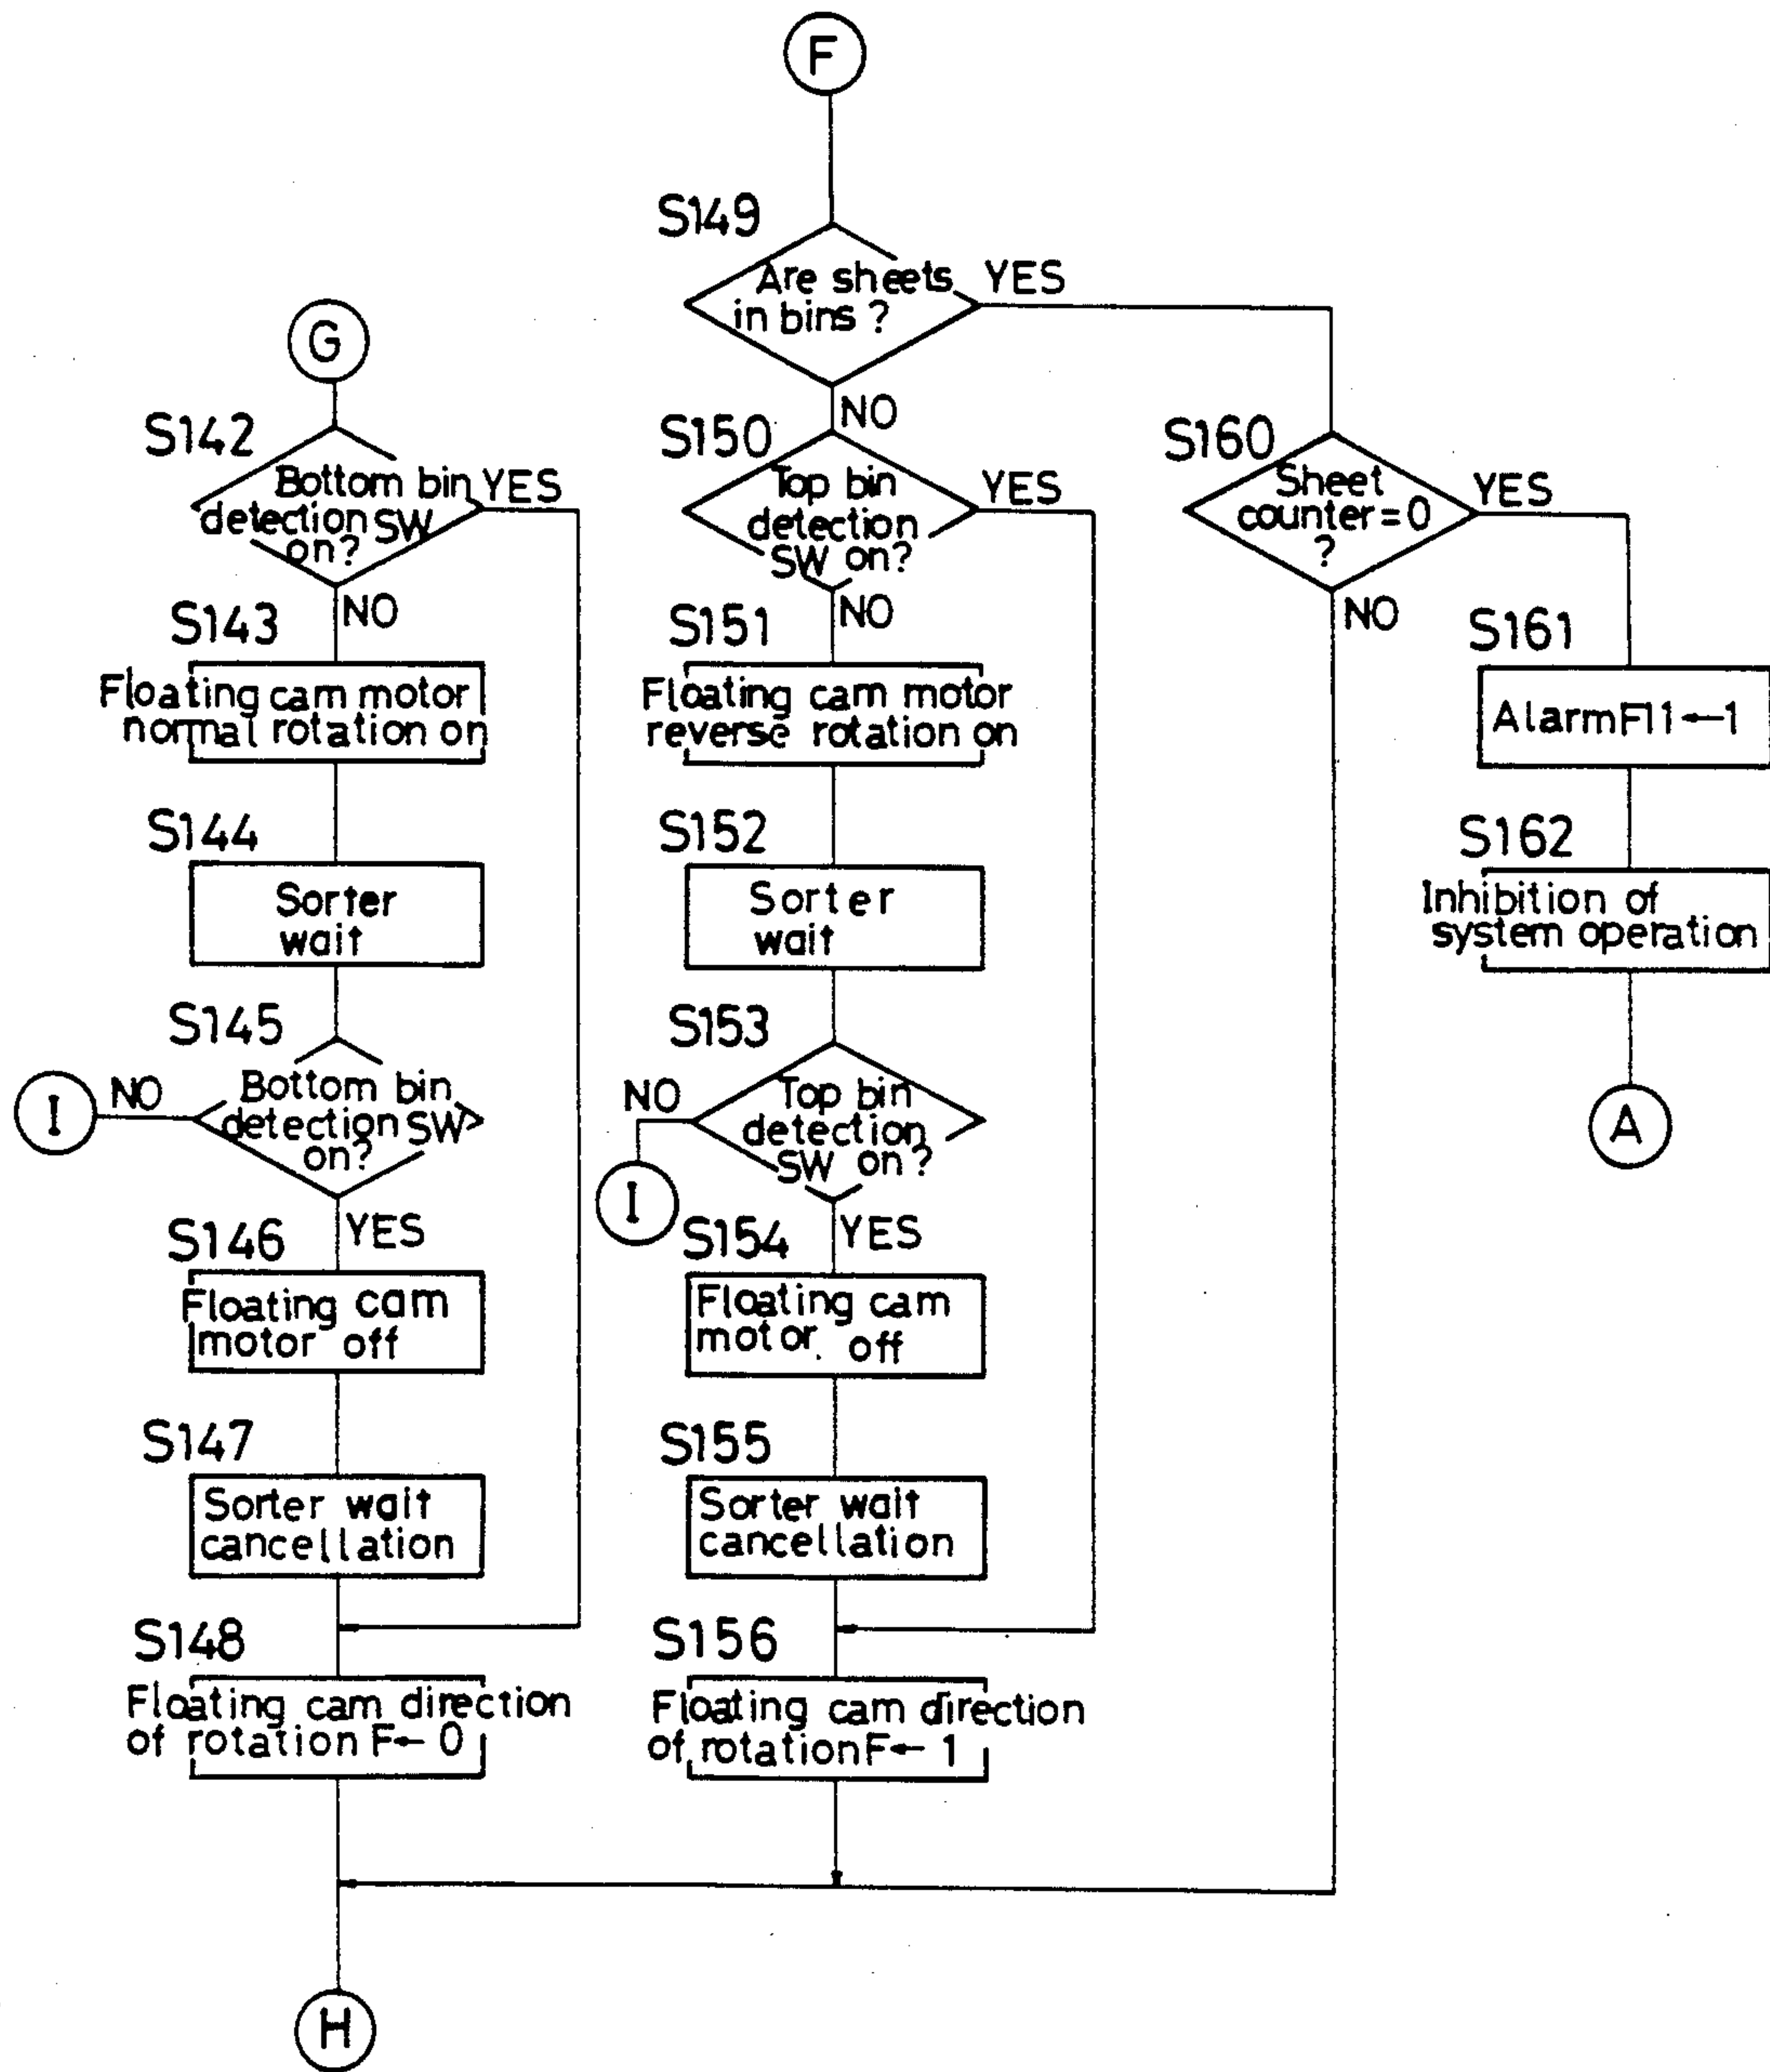 F
S149
Are sheets
in bins ?
YES
NO
G
S142
Bottom bin
detection SW
on?
YES
NO
S143
Floating cam motor
normal rotation on
S144
Sorter
wait
S145
Bottom bin
detection SW
on?
NO
I
YES
S146
Floating cam
motor off
S147
Sorter wait
cancellation
S148
Floating cam direction
of rotation F← 0
H
S150
Top bin
detection
SW on?
YES
NO
S151
Floating cam motor
reverse rotation on
S152
Sorter
wait
S153
Top bin
detection
SW on?
NO
I
YES
S154
Floating cam
motor off
S155
Sorter wait
cancellation
S156
Floating cam direction
of rotation F← 1
S160
Sheet
counter=0
?
YES
NO
S161
Alarm F11←1
S162
Inhibition of
system operation
A